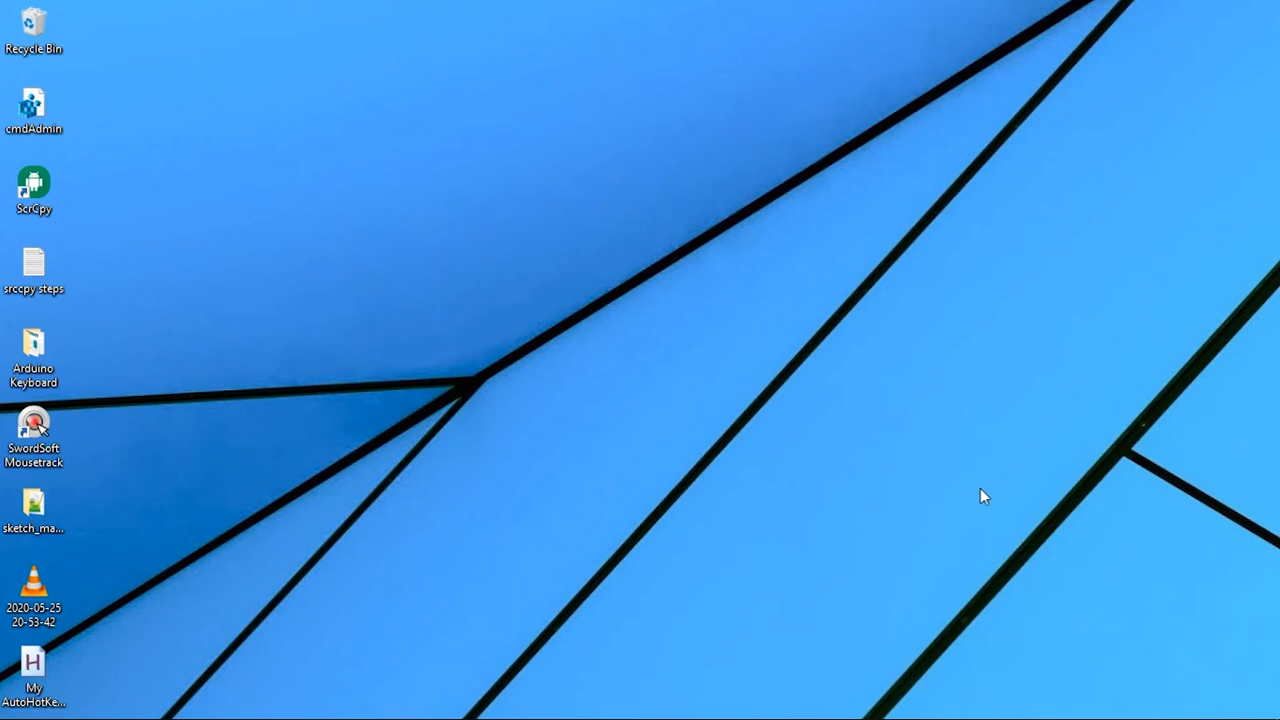 Recycle Bin
cmdAdmin
ScrCpy
srccpy steps
Arduino
Keyboard
SwordSoft
Mousetrack
sketch_ma...
2020-05-25
20-53-42
H
My
AutoHotKe...